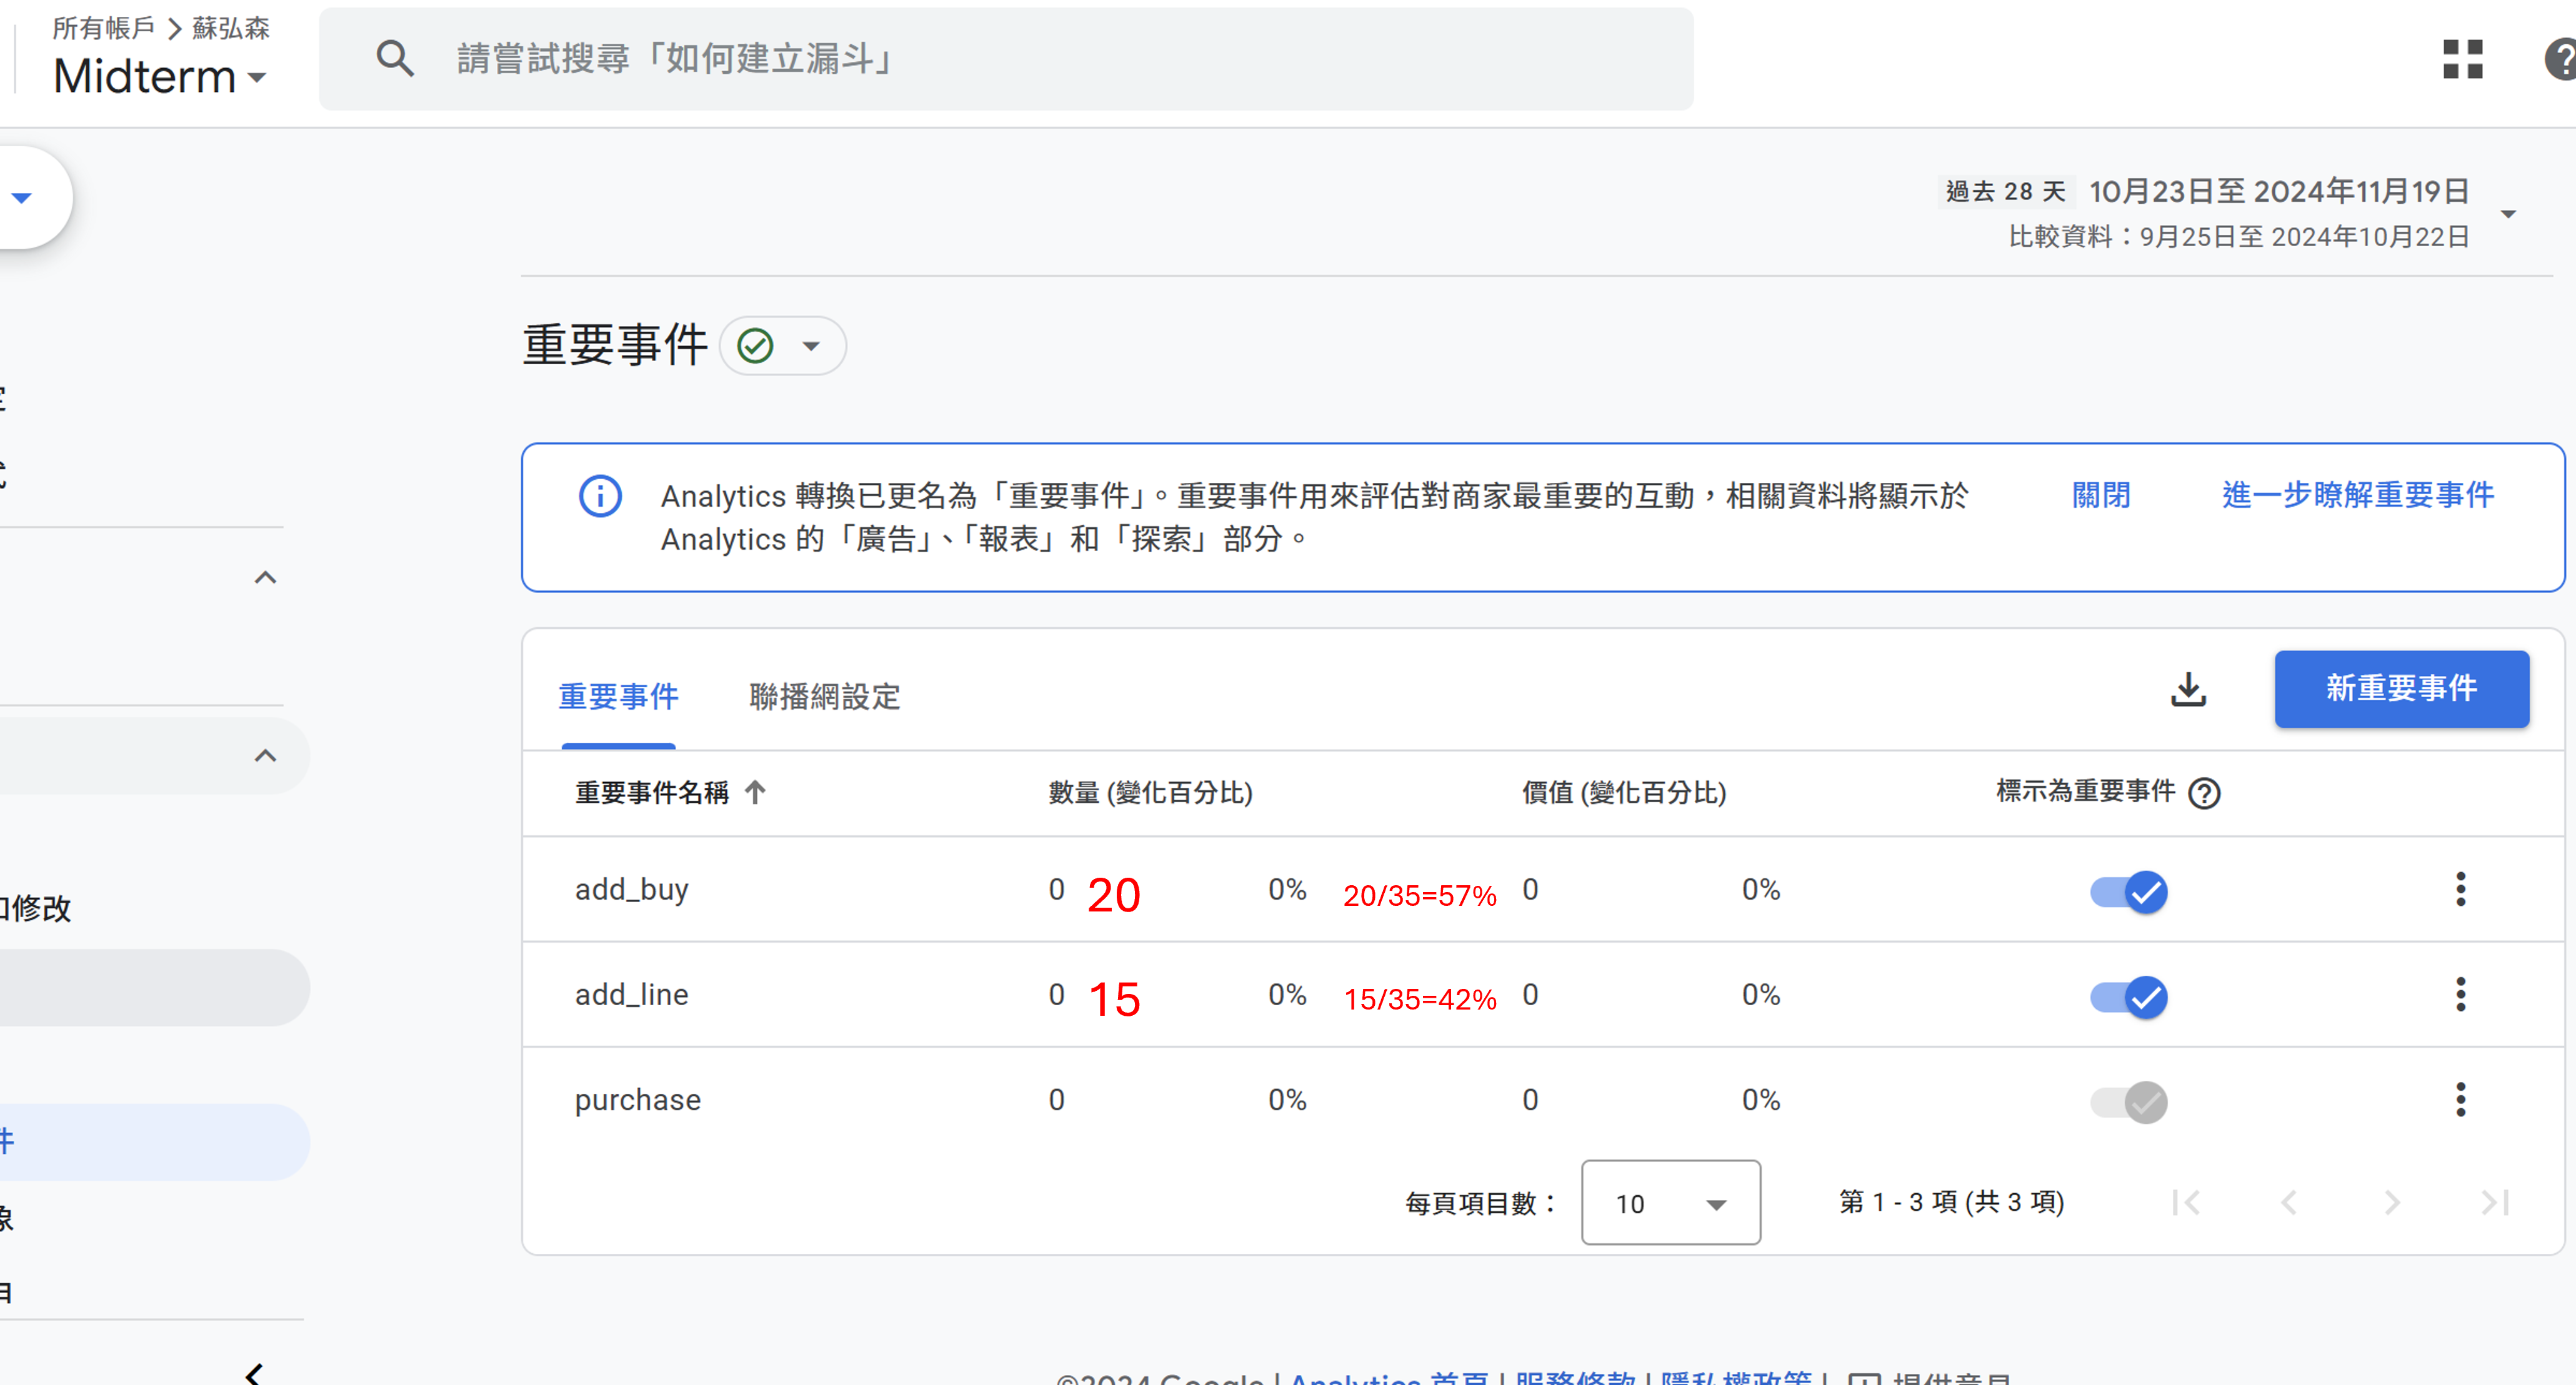 所有帳戶 > 蘇弘森
Midterm
請嘗試搜尋「如何建立漏斗」
過去 28 天 10月23日至 2024年11月19日
比較資料：9月25日至 2024年10月22日
重要事件
Analytics 轉換已更名為「重要事件」。重要事件用來評估對商家最重要的互動，相關資料將顯示於
Analytics 的「廣告」、「報表」和「探索」部分。
關閉 進一步瞭解重要事件
重要事件 聯播網設定
新重要事件
重要事件名稱 數量 (變化百分比) 價值 (變化百分比) 標示為重要事件
add_buy 0 20 0% 20/35=57% 0 0%
add_line 0 15 0% 15/35=42% 0 0%
purchase 0 0% 0 0%
修改
件
象
每頁項目數： 10 第 1 - 3 項 (共 3 項)
©2024 Google | Analytics 首頁 | 服務條款 | 隱私權政策 | 提供意見